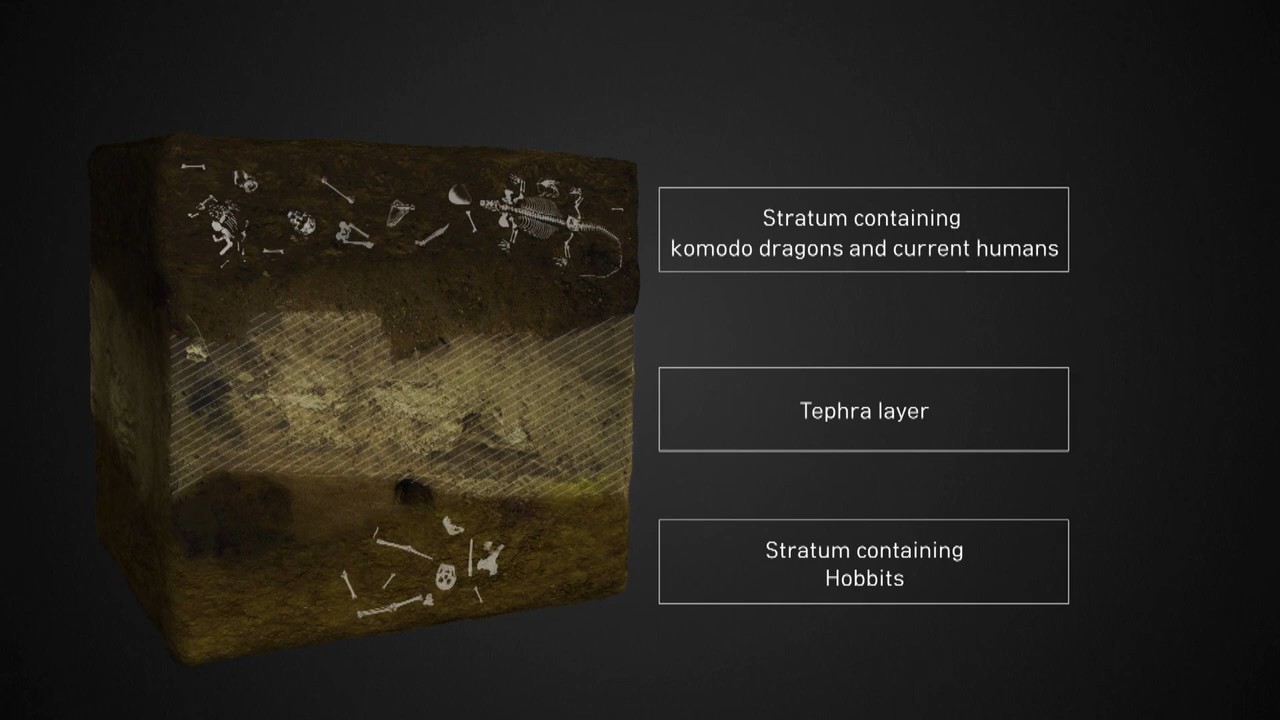 Stratum containing
komodo dragons and current humans
Tephra layer
Stratum containing
Hobbits